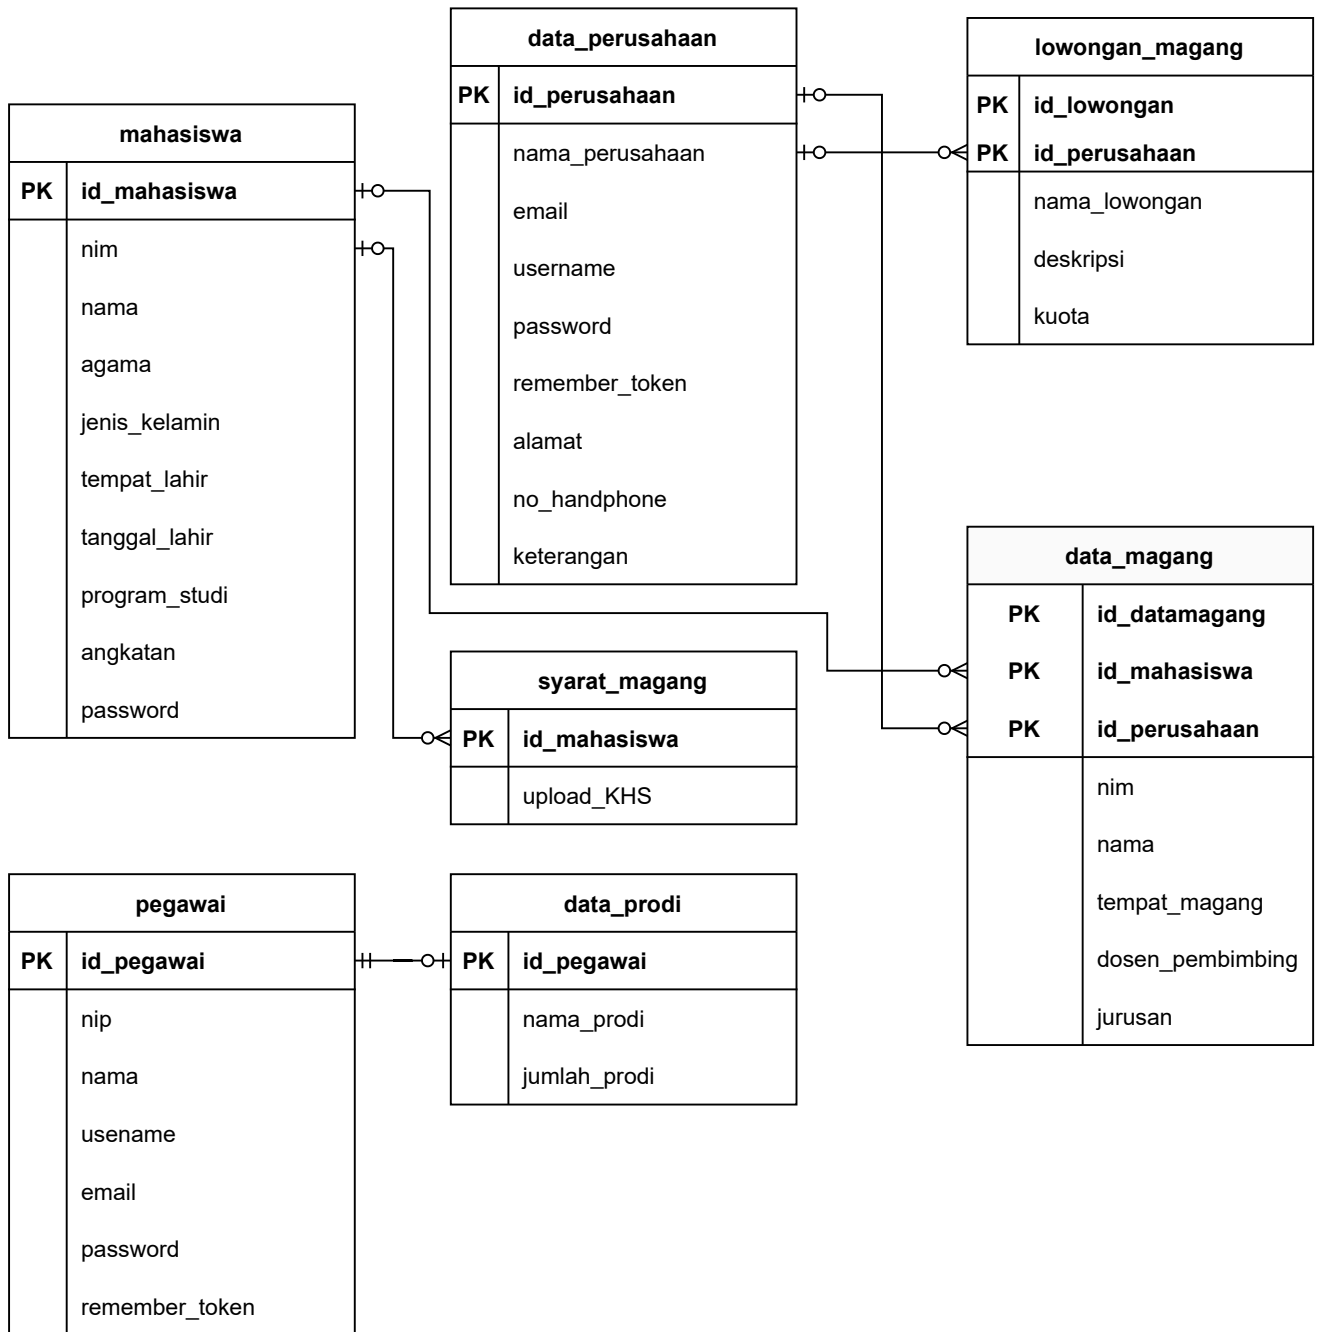 data_perusahaan
PK id_perusahaan
nama_perusahaan
email
username
password
remember_token
alamat
no_handphone
keterangan
lowongan_magang
PK id_lowongan
PK id_perusahaan
nama_lowongan
deskripsi
kuota
mahasiswa
PK id_mahasiswa
nim
nama
agama
jenis_kelamin
tempat_lahir
tanggal_lahir
program_studi
angkatan
password
syarat_magang
PK id_mahasiswa
upload_KHS
data_magang
PK id_datamagang
PK id_mahasiswa
PK id_perusahaan
nim
nama
tempat_magang
dosen_pembimbing
jurusan
pegawai
PK id_pegawai
nip
nama
usename
email
password
remember_token
data_prodi
PK id_pegawai
nama_prodi
jumlah_prodi